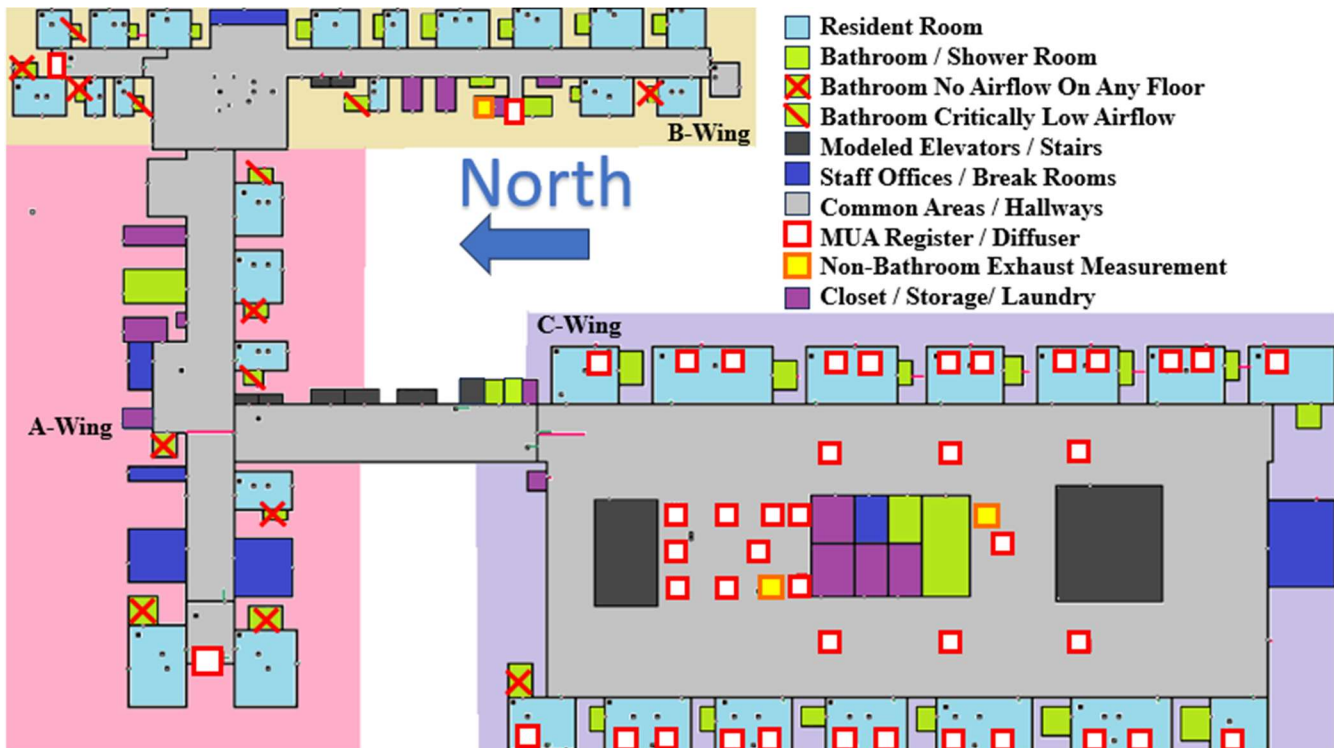 Resident Room
Bathroom / Shower Room
Bathroom No Airflow On Any Floor
Bathroom Critically Low Airflow
B-Wing
Modeled Elevators / Stairs
North
Staff Offices / Break Rooms
Common Areas / Hallways
MUA Register / Diffuser
Non-Bathroom Exhaust Measurement
Closet / Storage/ Laundry
C-Wing
A-Wing